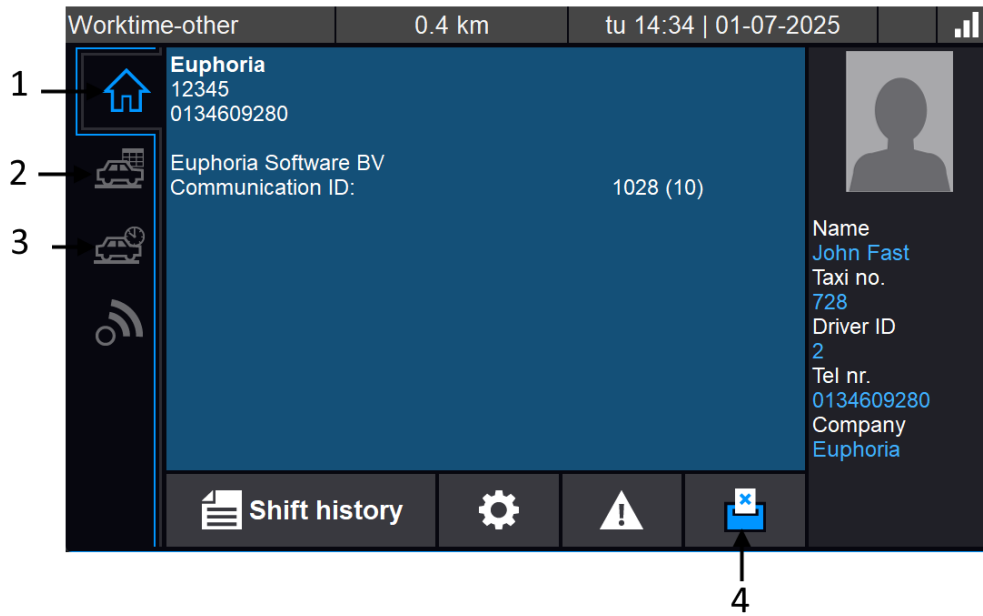 Worktime-other 0.4 km tu 14:34 | 01-07-2025
1
2
3
Euphoria
12345
0134609280
Euphoria Software BV
Communication ID: 1028 (10)
Name
John Fast
Taxi no.
728
Driver ID
2
Tel nr.
0134609280
Company
Euphoria
Shift history
4